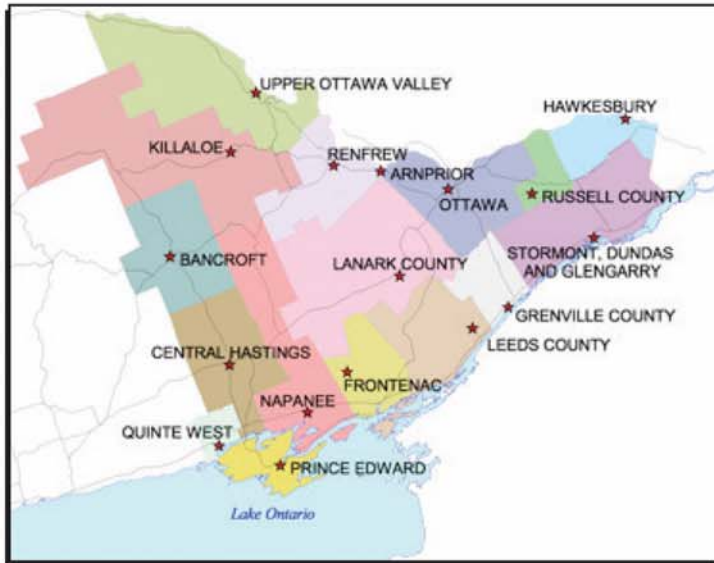 UPPER OTTAWA VALLEY
HAWKESBURY
KILLALOE
RENFREW
ARNPRIOR
OTTAWA
RUSSELL COUNTY
BANCROFT
LANARK COUNTY
STORMONT, DUNDAS
AND GLENGARRY
GRENVILLE COUNTY
LEEDS COUNTY
CENTRAL HASTINGS
FRONTENAC
NAPANEE
QUINTE WEST
PRINCE EDWARD
Lake Ontario